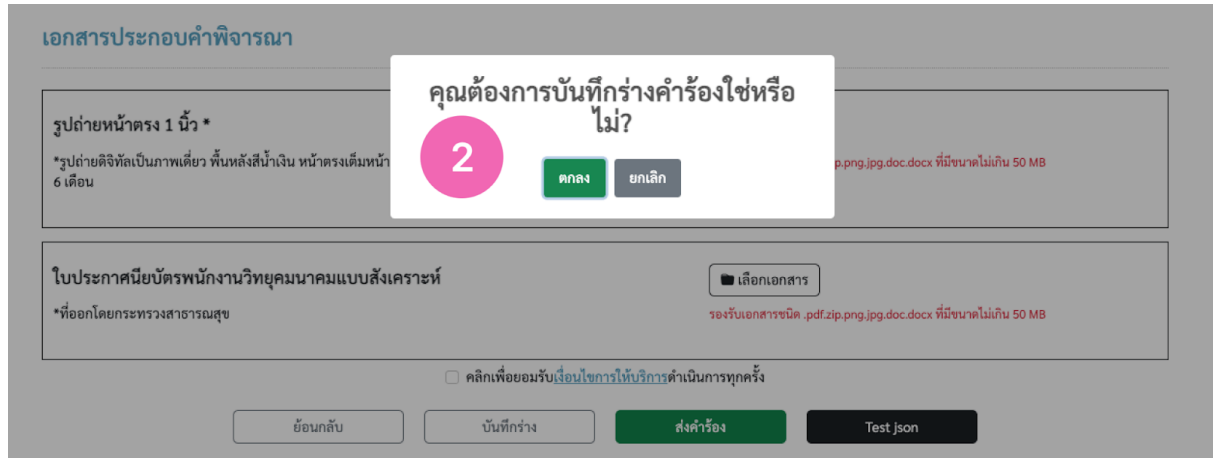 เอกสารประกอบคำพิจารณา
คุณต้องการบันทึกร่างคำร้องใช่หรือ
ไม่?
2
ตกลง
ยกเลิก
รูปถ่ายหน้าตรง 1 นิ้ว *
*รูปถ่ายดิจิทัลเป็นภาพเดี่ยว พื้นหลังสีน้ำเงิน หน้าตรงเต็มหน้า
6 เดือน
.png.jpg.doc.docx ที่มีขนาดไม่เกิน 50 MB
ใบประกาศนียบัตรพนักงานวิทยุคมนาคมแบบสังเคราะห์
*ที่ออกโดยกระทรวงสาธารณสุข
เลือกเอกสาร
รองรับเอกสารชนิด .pdf.zip.png.jpg.doc.docx ที่มีขนาดไม่เกิน 50 MB
คลิกเพื่อยอมรับเงื่อนไขการให้บริการดำเนินการทุกครั้ง
ย้อนกลับ
บันทึกร่าง
ส่งคำร้อง
Test json